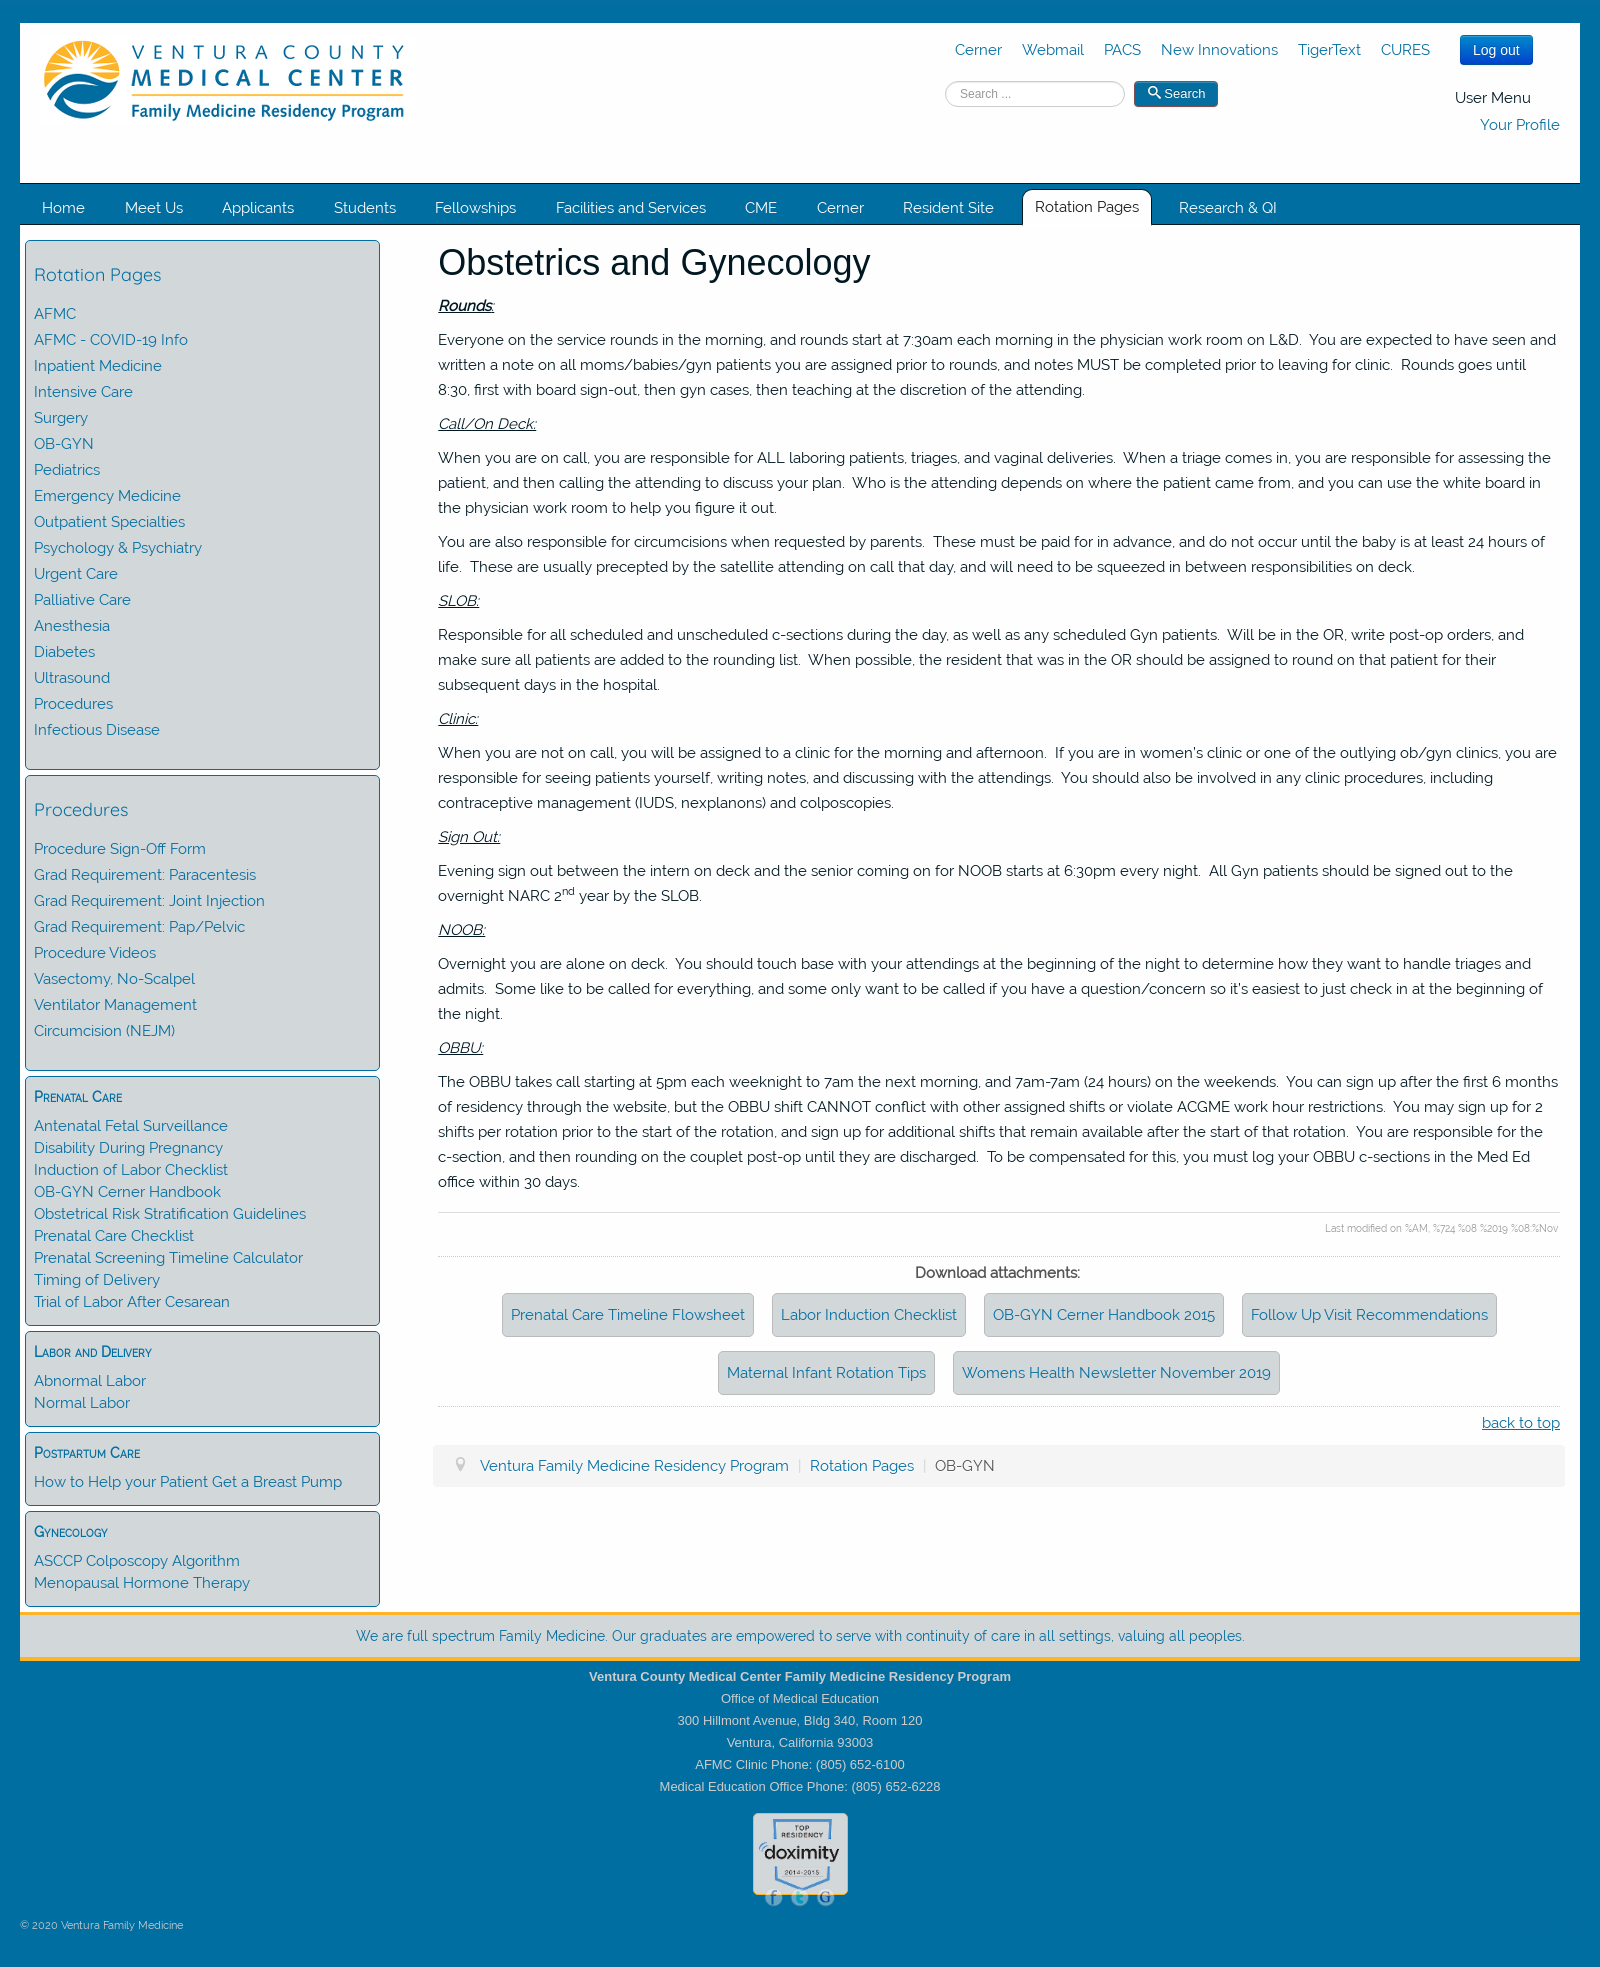 VENTURA COUNTY
MEDICAL CENTER
Family Medicine Residency Program
Cerner Webmail PACS New Innovations TigerText CURES Log out
Search ... Search
User Menu
Your Profile
Home Meet Us Applicants Students Fellowships Facilities and Services CME Cerner Resident Site Rotation Pages Research & QI
Rotation Pages
AFMC
AFMC - COVID-19 Info
Inpatient Medicine
Intensive Care
Surgery
OB-GYN
Pediatrics
Emergency Medicine
Outpatient Specialties
Psychology & Psychiatry
Urgent Care
Palliative Care
Anesthesia
Diabetes
Ultrasound
Procedures
Infectious Disease
Procedures
Procedure Sign-Off Form
Grad Requirement: Paracentesis
Grad Requirement: Joint Injection
Grad Requirement: Pap/Pelvic
Procedure Videos
Vasectomy, No-Scalpel
Ventilator Management
Circumcision (NEJM)
Prenatal Care
Antenatal Fetal Surveillance
Disability During Pregnancy
Induction of Labor Checklist
OB-GYN Cerner Handbook
Obstetrical Risk Stratification Guidelines
Prenatal Care Checklist
Prenatal Screening Timeline Calculator
Timing of Delivery
Trial of Labor After Cesarean
Labor and Delivery
Abnormal Labor
Normal Labor
Postpartum Care
How to Help your Patient Get a Breast Pump
Gynecology
ASCCP Colposcopy Algorithm
Menopausal Hormone Therapy
Obstetrics and Gynecology
Rounds:
Everyone on the service rounds in the morning, and rounds start at 7:30am each morning in the physician work room on L&D. You are expected to have seen and
written a note on all moms/babies/gyn patients you are assigned prior to rounds, and notes MUST be completed prior to leaving for clinic. Rounds goes until
8:30, first with board sign-out, then gyn cases, then teaching at the discretion of the attending.
Call/On Deck:
When you are on call, you are responsible for ALL laboring patients, triages, and vaginal deliveries. When a triage comes in, you are responsible for assessing the
patient, and then calling the attending to discuss your plan. Who is the attending depends on where the patient came from, and you can use the white board in
the physician work room to help you figure it out.
You are also responsible for circumcisions when requested by parents. These must be paid for in advance, and do not occur until the baby is at least 24 hours of
life. These are usually precepted by the satellite attending on call that day, and will need to be squeezed in between responsibilities on deck.
SLOB:
Responsible for all scheduled and unscheduled c-sections during the day, as well as any scheduled Gyn patients. Will be in the OR, write post-op orders, and
make sure all patients are added to the rounding list. When possible, the resident that was in the OR should be assigned to round on that patient for their
subsequent days in the hospital.
Clinic:
When you are not on call, you will be assigned to a clinic for the morning and afternoon. If you are in women's clinic or one of the outlying ob/gyn clinics, you are
responsible for seeing patients yourself, writing notes, and discussing with the attendings. You should also be involved in any clinic procedures, including
contraceptive management (IUDS, nexplanons) and colposcopies.
Sign Out:
Evening sign out between the intern on deck and the senior coming on for NOOB starts at 6:30pm every night. All Gyn patients should be signed out to the
overnight NARC 2nd year by the SLOB.
NOOB:
Overnight you are alone on deck. You should touch base with your attendings at the beginning of the night to determine how they want to handle triages and
admits. Some like to be called for everything, and some only want to be called if you have a question/concern so it's easiest to just check in at the beginning of
the night.
OBBU:
The OBBU takes call starting at 5pm each weeknight to 7am the next morning, and 7am-7am (24 hours) on the weekends. You can sign up after the first 6 months
of residency through the website, but the OBBU shift CANNOT conflict with other assigned shifts or violate ACGME work hour restrictions. You may sign up for 2
shifts per rotation prior to the start of the rotation, and sign up for additional shifts that remain available after the start of that rotation. You are responsible for the
c-section, and then rounding on the couplet post-op until they are discharged. To be compensated for this, you must log your OBBU c-sections in the Med Ed
office within 30 days.
Last modified on %AM, %724 %08 %2019 %08:%Nov
Download attachments:
Prenatal Care Timeline Flowsheet Labor Induction Checklist OB-GYN Cerner Handbook 2015 Follow Up Visit Recommendations
Maternal Infant Rotation Tips Womens Health Newsletter November 2019
back to top
Ventura Family Medicine Residency Program | Rotation Pages | OB-GYN
We are full spectrum Family Medicine. Our graduates are empowered to serve with continuity of care in all settings, valuing all peoples.
Ventura County Medical Center Family Medicine Residency Program
Office of Medical Education
300 Hillmont Avenue, Bldg 340, Room 120
Ventura, California 93003
AFMC Clinic Phone: (805) 652-6100
Medical Education Office Phone: (805) 652-6228
TOP
RESIDENCY
doximity
2014-2015
f t G
© 2020 Ventura Family Medicine